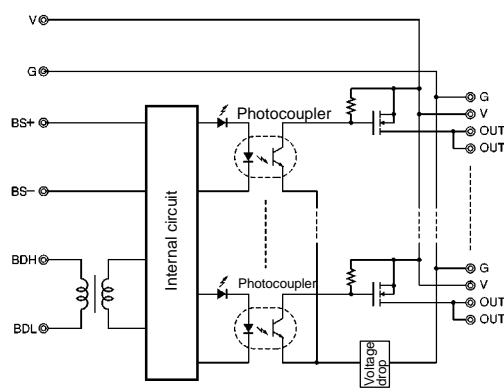 V
G
BS+
BS−
BDH
BDL
Internal circuit
Photocoupler
Photocoupler
Voltage
drop
G
V
OUT
OUT
G
V
OUT
OUT